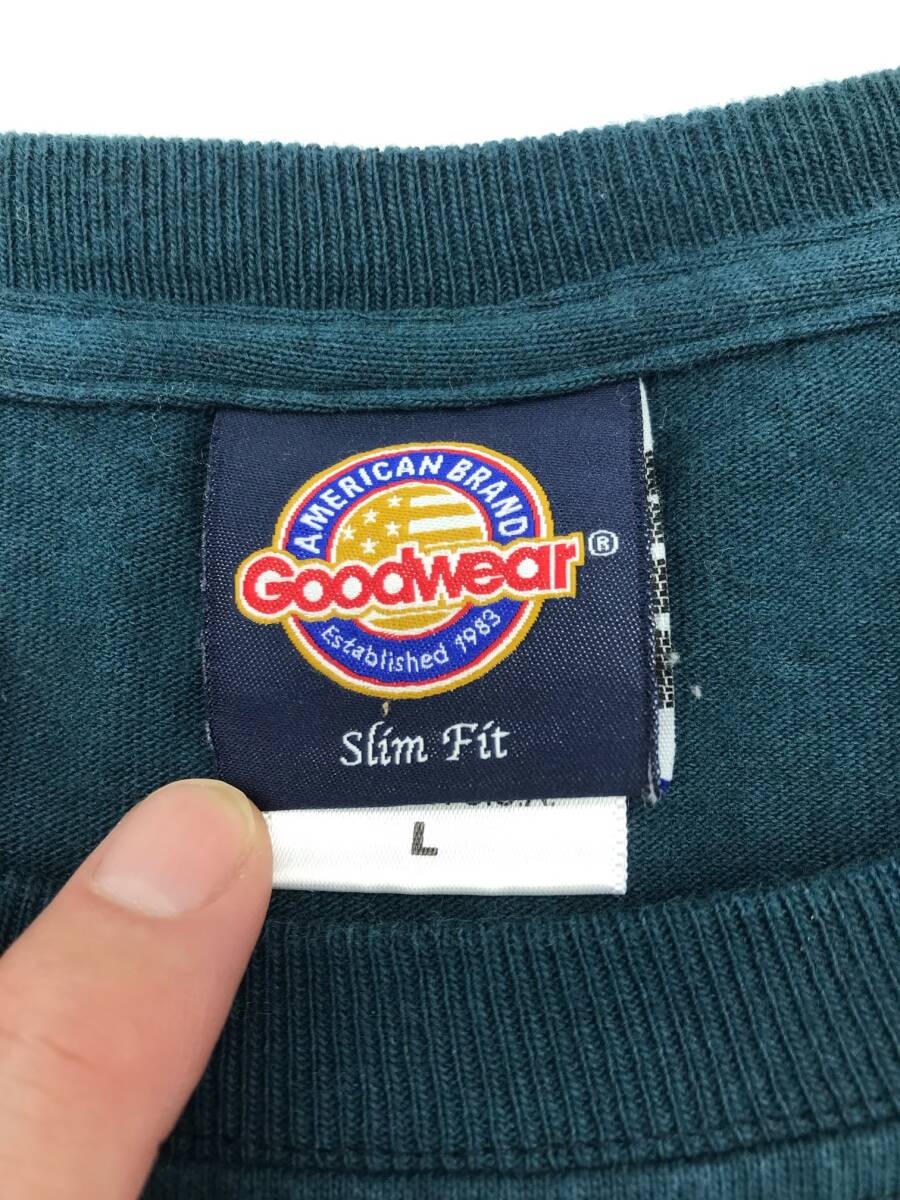 AMERICAN BRAND
Goodwear®
Established 1983
Slim Fit
L